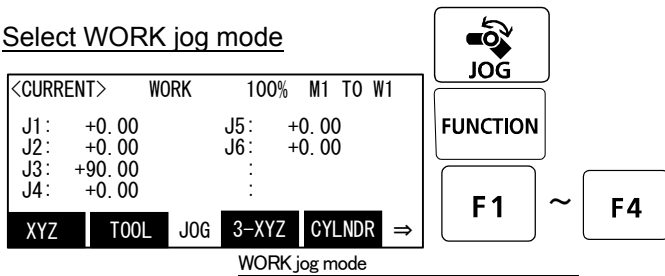 Select WORK jog mode
<CURRENT> WORK 100% M1 T0 W1
J1: +0.00 J5: +0.00
J2: +0.00 J6: +0.00
J3: +90.00 :
J4: +0.00 :
XYZ TOOL JOG 3-XYZ CYLNDR ⇒
WORK jog mode
JOG
FUNCTION
F1 ~ F4